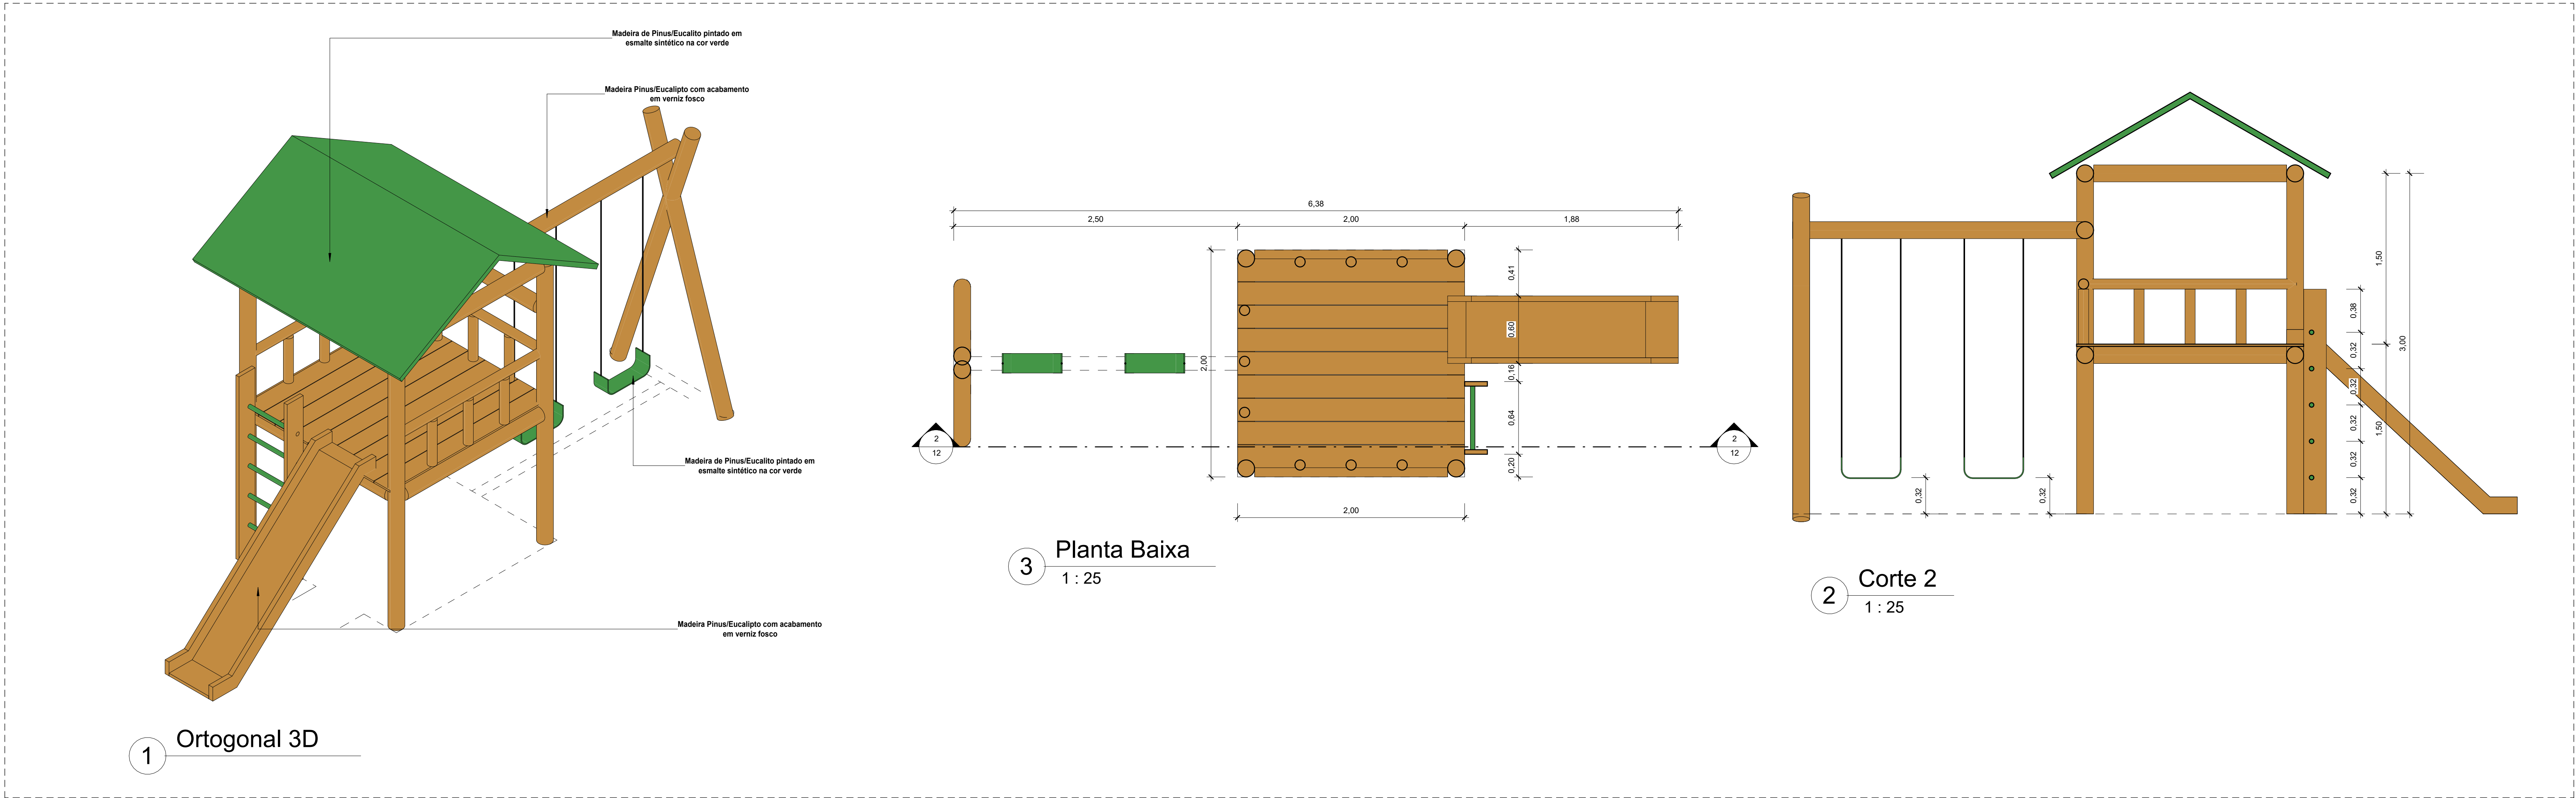 Madeira de Pinus/Eucalito pintado em
esmalte sintético na cor verde
Madeira Pinus/Eucalipto com acabamento
em verniz fosco
Madeira de Pinus/Eucalito pintado em
esmalte sintético na cor verde
Madeira Pinus/Eucalipto com acabamento
em verniz fosco
1
Ortogonal 3D
6,38
2,50
2,00
1,88
2,00
0,41
0,60
0,16
0,64
0,20
2
12
2
12
2,00
3
Planta Baixa
1 : 25
1,50
3,00
0,38
0,32
0,32
0,32
0,32
0,32
1,50
0,32
0,32
2
Corte 2
1 : 25